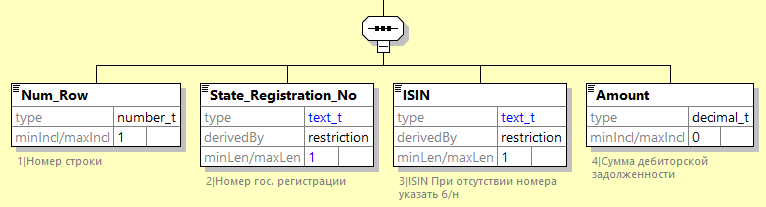 Num_Row
type number_t
minIncl/maxIncl 1
1|Номер строки
State_Registration_No
type text_t
derivedBy restriction
minLen/maxLen 1
2|Номер гос. регистрации
ISIN
type text_t
derivedBy restriction
minLen/maxLen 1
3|ISIN При отсутствии номера
указать б/н
Amount
type decimal_t
minIncl/maxIncl 0
4|Сумма дебиторской
задолженности